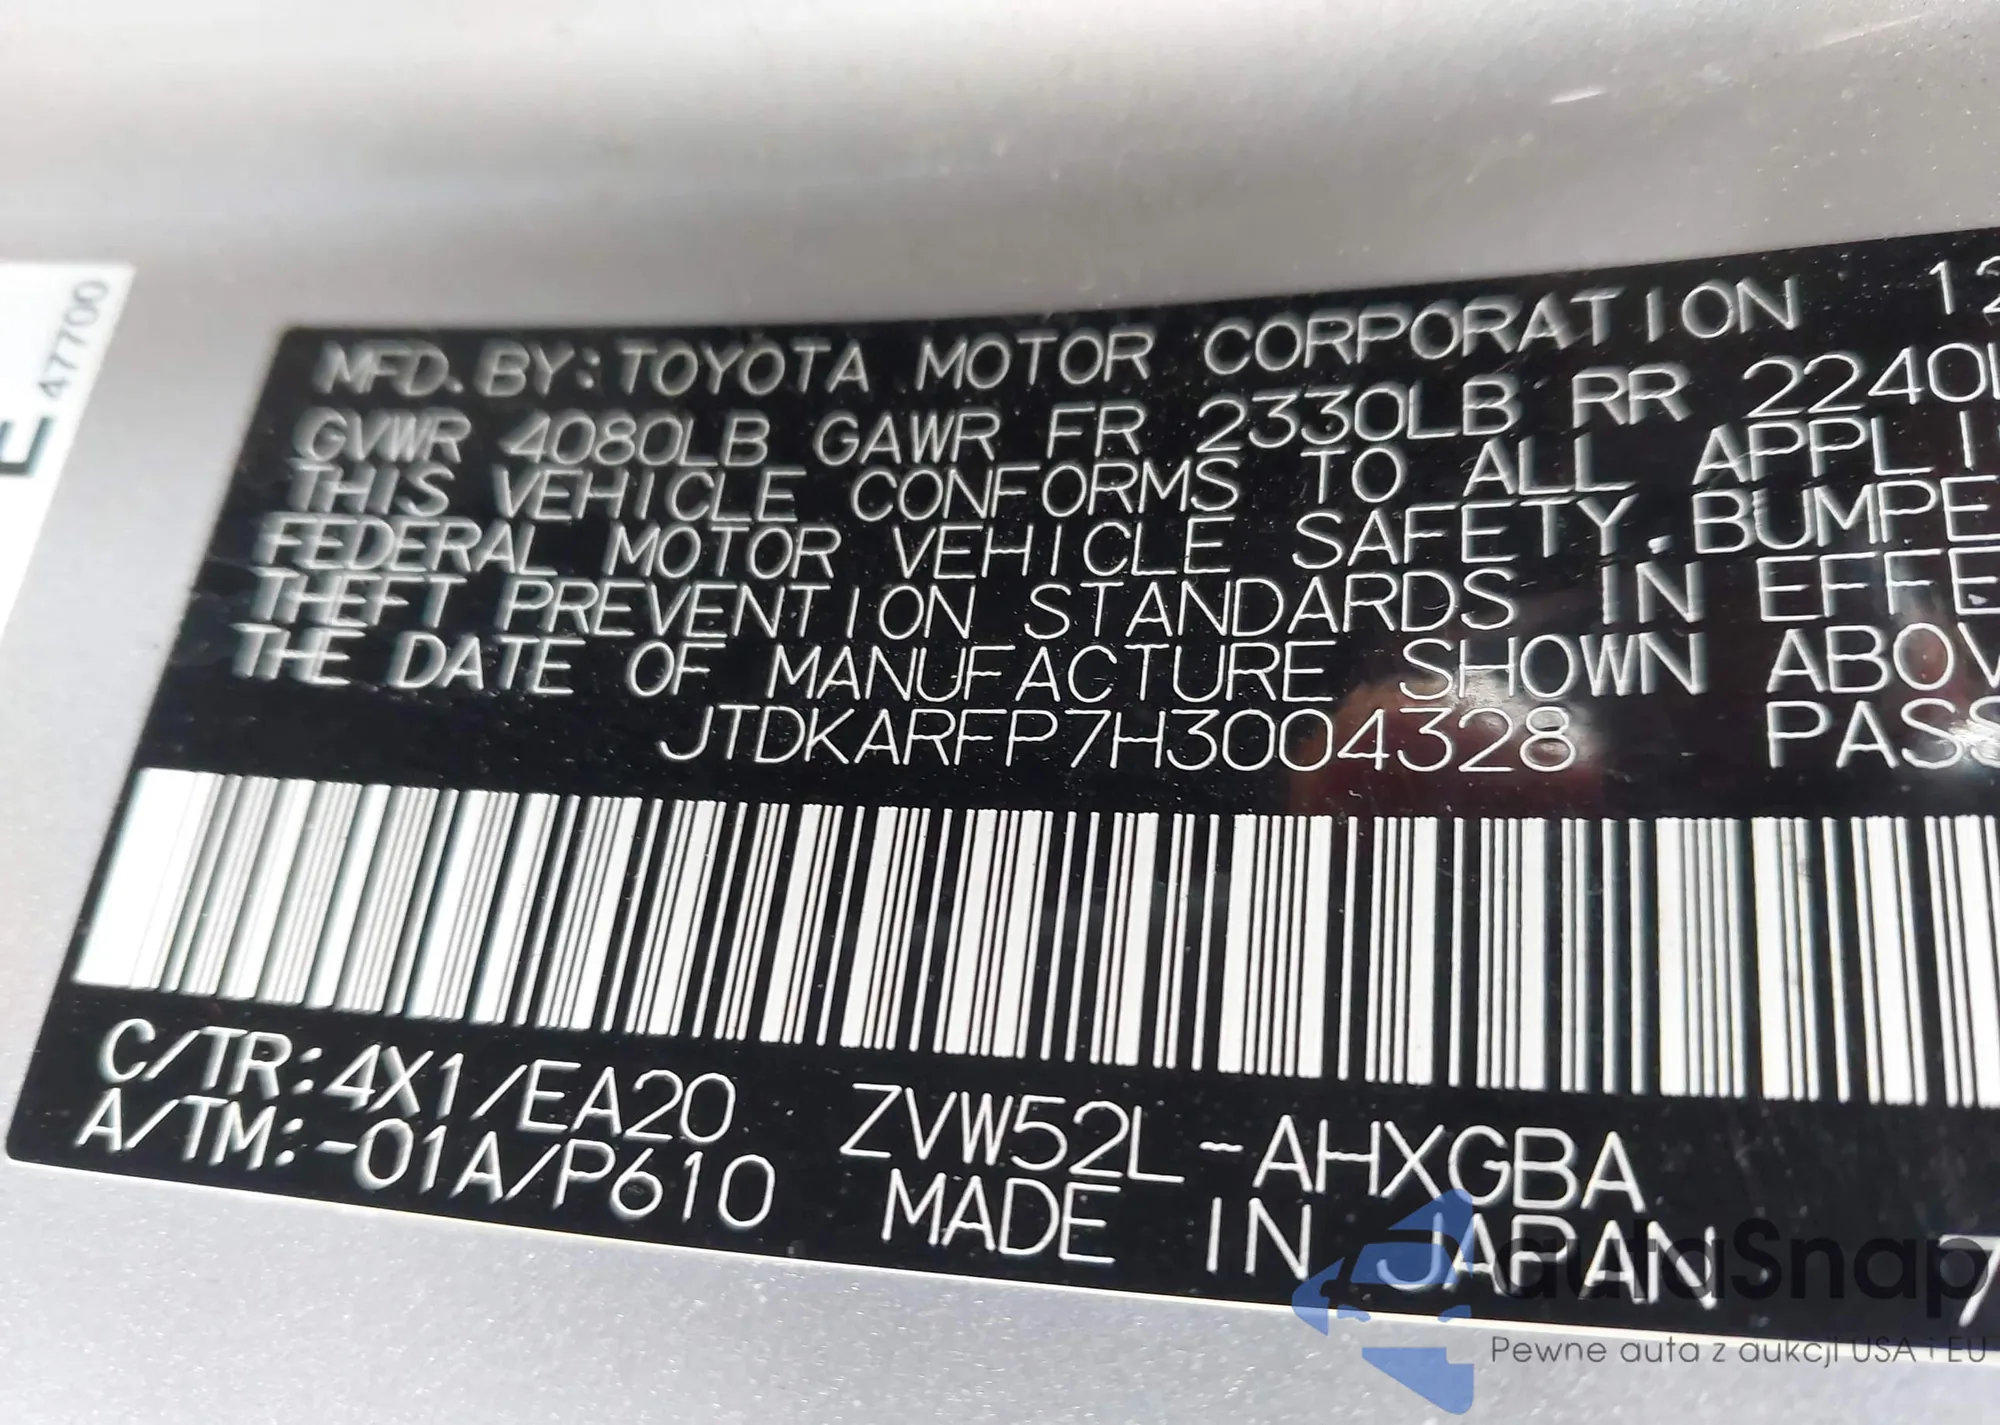 47700
MFD. BY: TOYOTA MOTOR CORPORATION 12
GVWR 4080LB GAWR FR 2330LB RR 2240L
THIS VEHICLE CONFORMS TO ALL APPLI
FEDERAL MOTOR VEHICLE SAFETY. BUMPE
THEFT PREVENTION STANDARDS IN EFFE
THE DATE OF MANUFACTURE SHOWN ABOV
JTDKARFP7H3004328 PASS
C/TR: 4X1/EA20 ZVW52L-AHXGBA
A/TM: -01A/P610 MADE IN JAPAN 7
autaSnap
Pewne auta z aukcji USA i EU